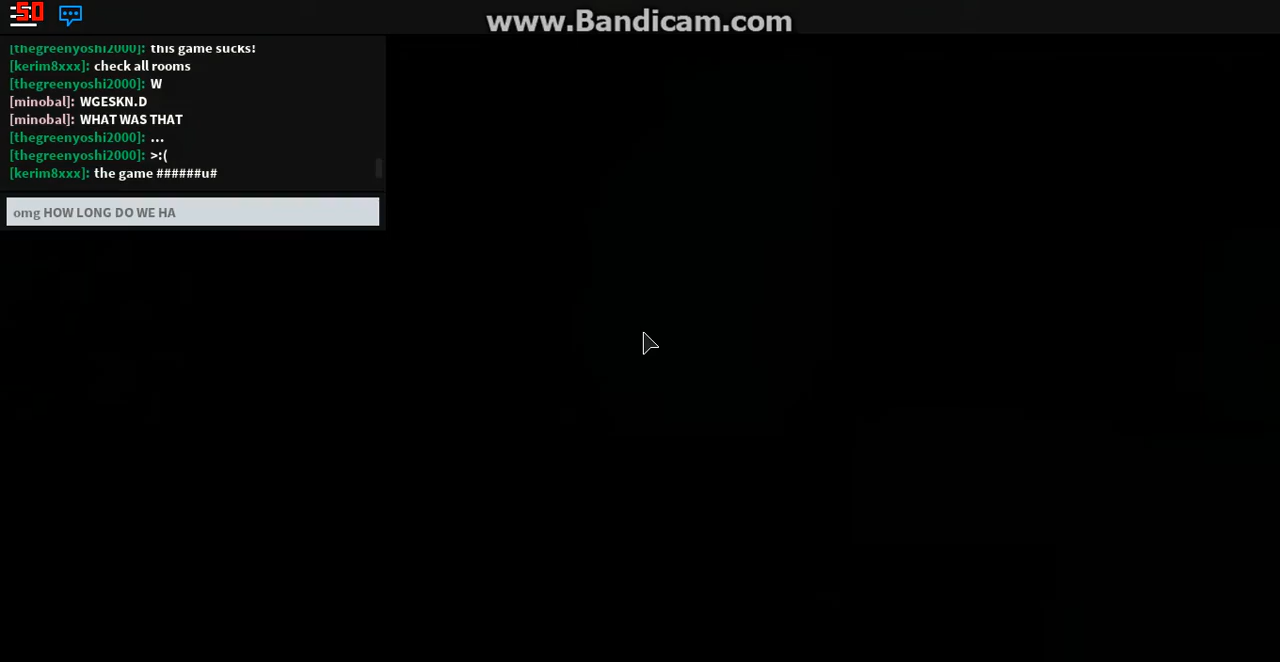 50
www.Bandicam.com
[thegreenyoshi2000]: this game sucks!
[kerim8xxx]: check all rooms
[thegreenyoshi2000]: W
[minobal]: WGESKN.D
[minobal]: WHAT WAS THAT
[thegreenyoshi2000]: ...
[thegreenyoshi2000]: >:(
[kerim8xxx]: the game ######u#
omg HOW LONG DO WE HA